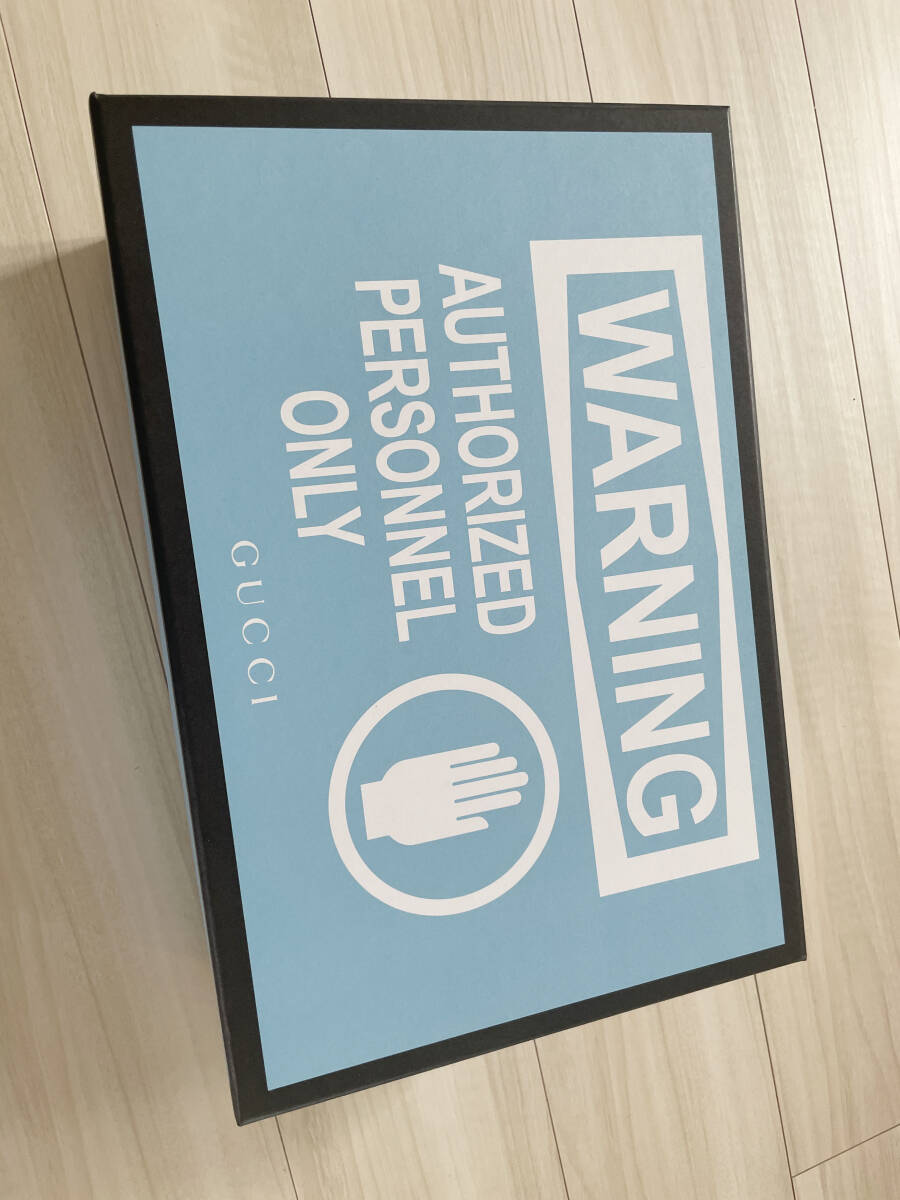 WARNING
AUTHORIZED
PERSONNEL
ONLY
GUCCI